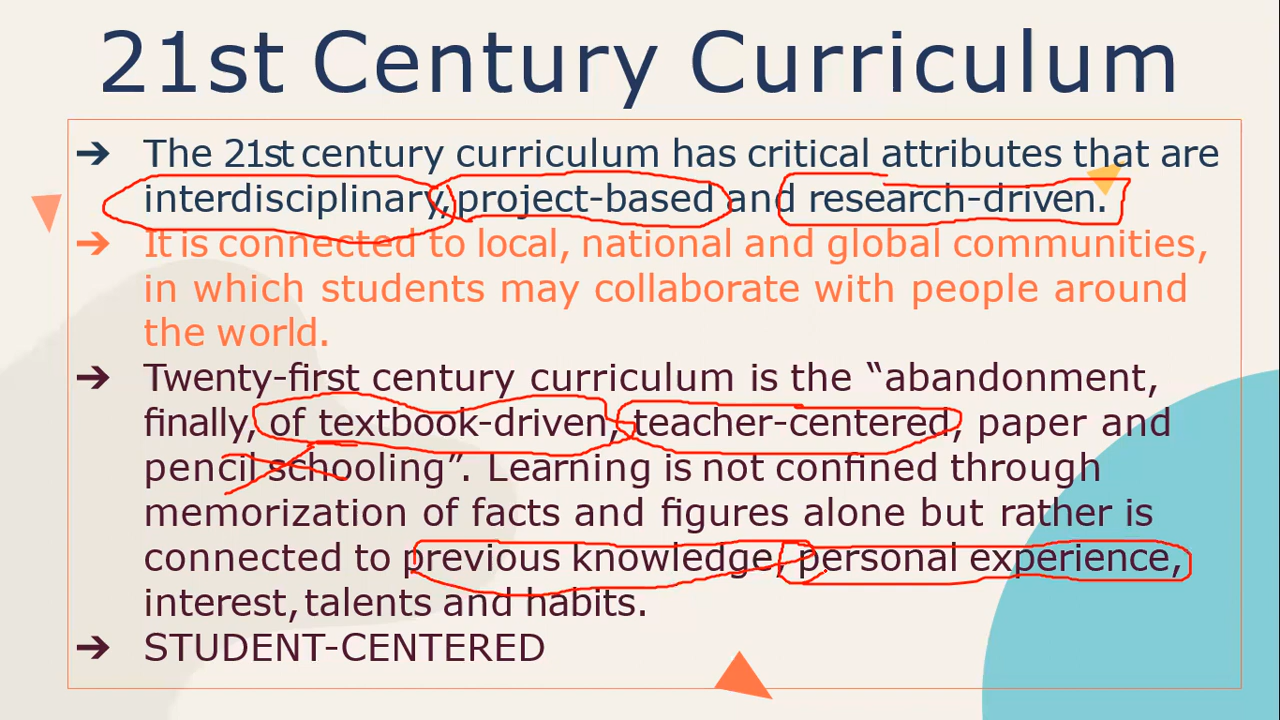 21st Century Curriculum
➔ The 21st century curriculum has critical attributes that are
interdisciplinary, project-based and research-driven.
➔ It is connected to local, national and global communities,
in which students may collaborate with people around
the world.
➔ Twenty-first century curriculum is the “abandonment,
finally, of textbook-driven, teacher-centered, paper and
pencil schooling”. Learning is not confined through
memorization of facts and figures alone but rather is
connected to previous knowledge, personal experience,
interest, talents and habits.
➔ STUDENT-CENTERED